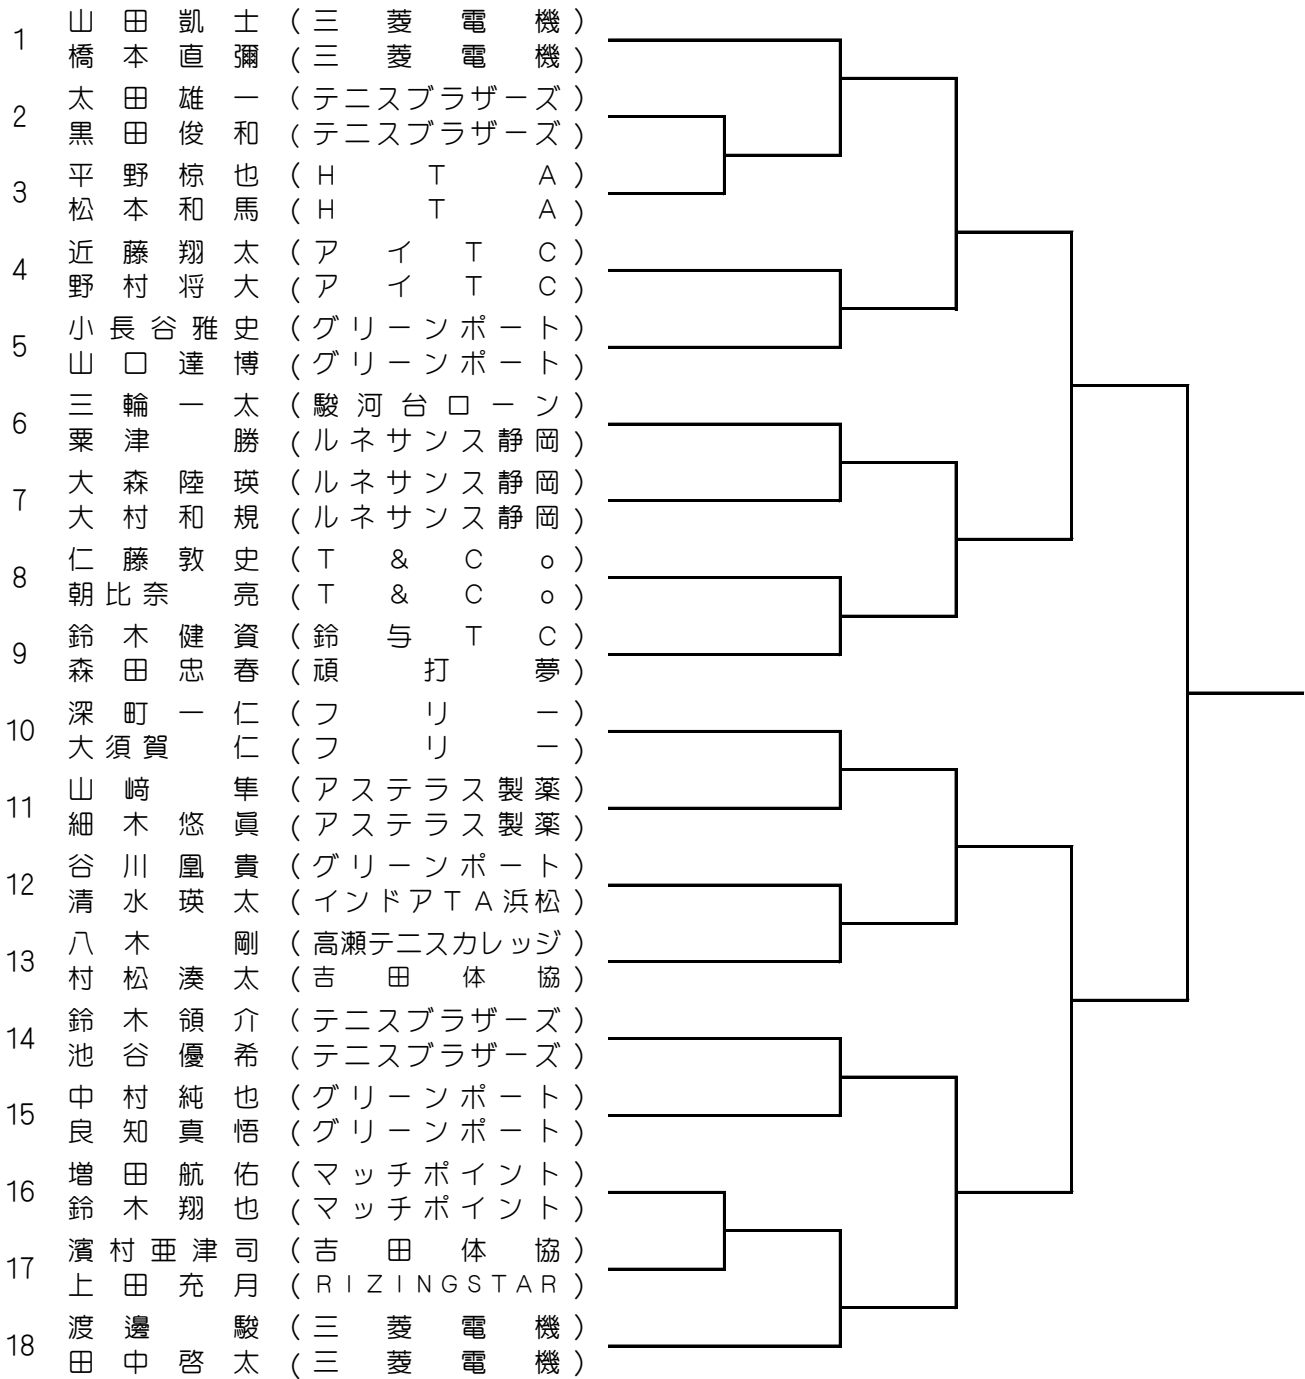 1
山田凱士(三菱電機)
橋本直彌(三菱電機)
2
太田雄一(テニスブラザーズ)
黒田俊和(テニスブラザーズ)
3
平野椋也(HTA)
松本和馬(HTA)
4
近藤翔太(アイTC)
野村将大(アイTC)
5
小長谷雅史(グリーンポート)
山口達博(グリーンポート)
6
三輪一太(駿河台ローン)
粟津勝(ルネサンス静岡)
7
大森陸瑛(ルネサンス静岡)
大村和規(ルネサンス静岡)
8
仁藤敦史(T&Co)
朝比奈亮(T&Co)
9
鈴木健資(鈴与TC)
森田忠春(頑打夢)
10
深町一仁(フリー)
大須賀仁(フリー)
11
山﨑隼(アステラス製薬)
細木悠眞(アステラス製薬)
12
谷川凰貴(グリーンポート)
清水瑛太(インドアTA浜松)
13
八木剛(高瀬テニスカレッジ)
村松湊太(吉田体協)
14
鈴木領介(テニスブラザーズ)
池谷優希(テニスブラザーズ)
15
中村純也(グリーンポート)
良知真悟(グリーンポート)
16
増田航佑(マッチポイント)
鈴木翔也(マッチポイント)
17
濱村亜津司(吉田体協)
上田充月(RIZINGSTAR)
18
渡邊駿(三菱電機)
田中啓太(三菱電機)